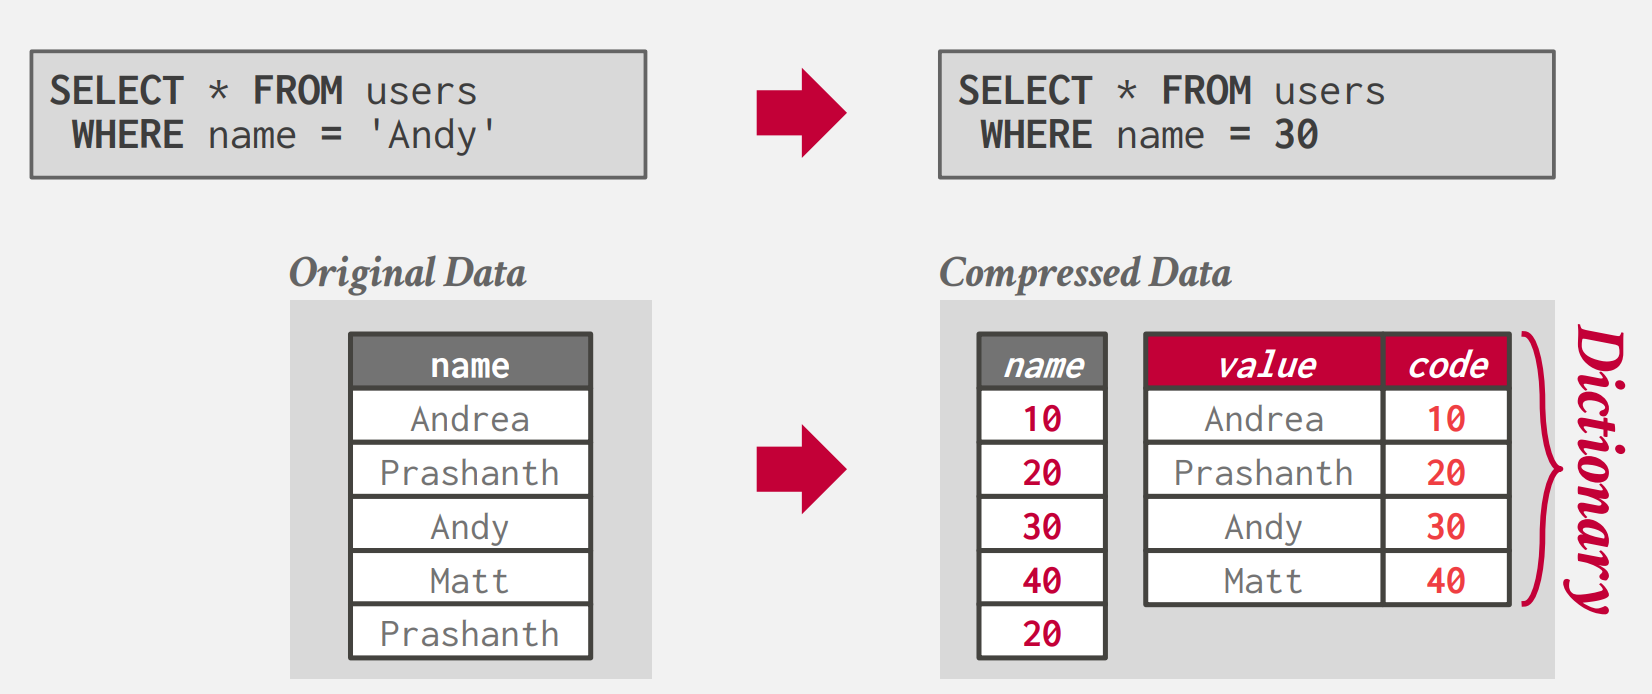 SELECT * FROM users
WHERE name = 'Andy'
SELECT * FROM users
WHERE name = 30
Original Data
name
Andrea
Prashanth
Andy
Matt
Prashanth
Compressed Data
name
10
20
30
40
20
value code
Andrea 10
Prashanth 20
Andy 30
Matt 40
Dictionary